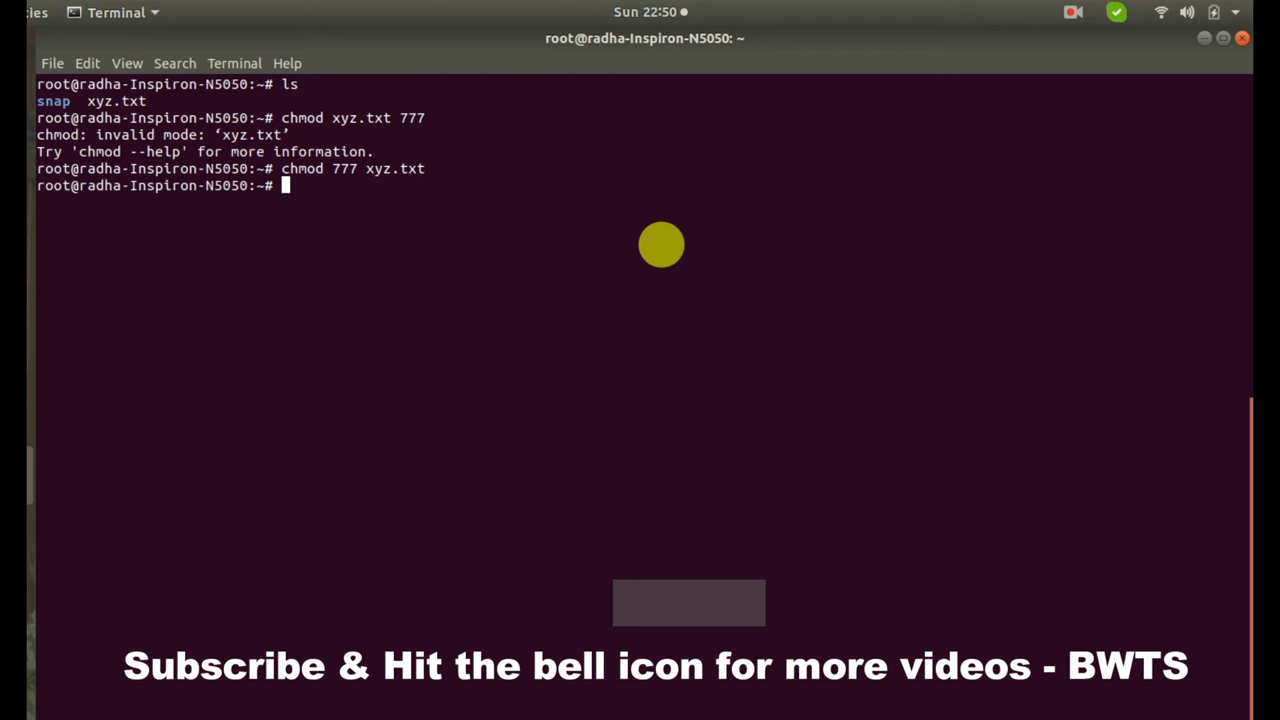 ies Terminal Sun 22:50
root@radha-Inspiron-N5050: ~
File Edit View Search Terminal Help
root@radha-Inspiron-N5050:~# ls
snap xyz.txt
root@radha-Inspiron-N5050:~# chmod xyz.txt 777
chmod: invalid mode: ‘xyz.txt’
Try 'chmod --help' for more information.
root@radha-Inspiron-N5050:~# chmod 777 xyz.txt
root@radha-Inspiron-N5050:~#
Subscribe & Hit the bell icon for more videos - BWTS